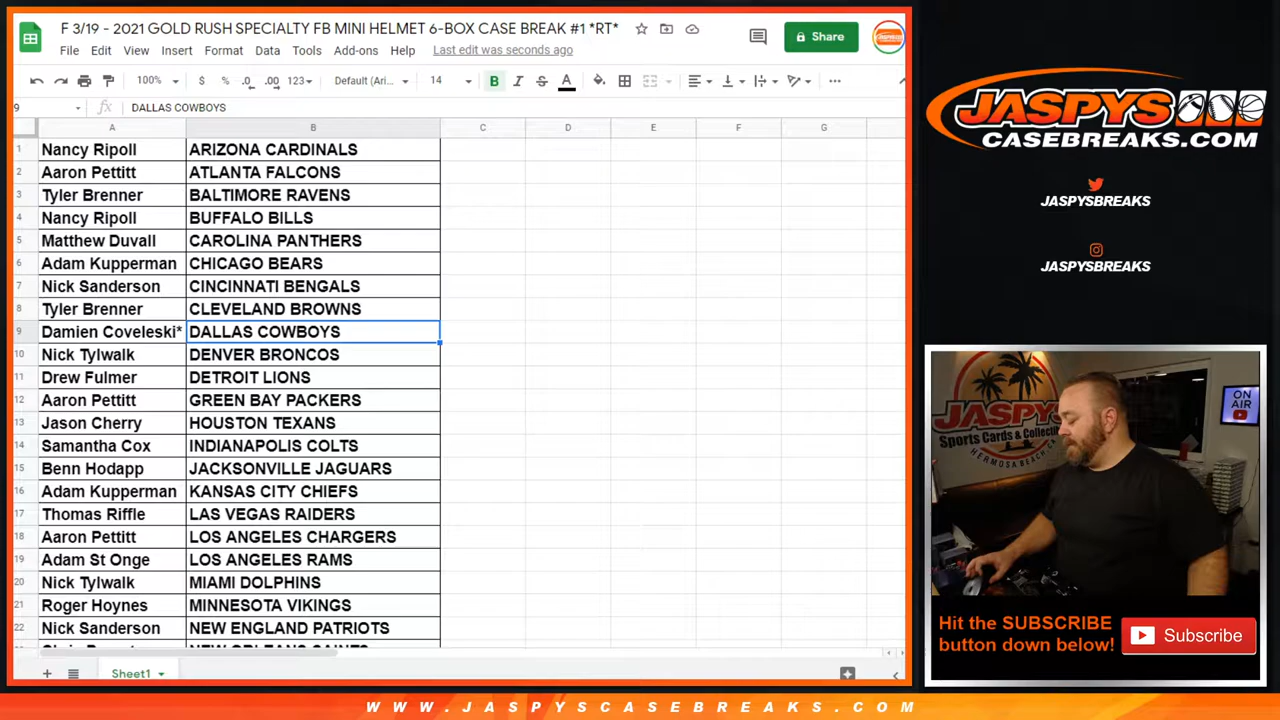 F 3/19 - 2021 GOLD RUSH SPECIALTY FB MINI HELMET 6-BOX CASE BREAK #1 *RT*
File Edit View Insert Format Data Tools Add-ons Help Last edit was seconds ago
Share
100% $ % .0 .00 123 Default (Ari... 14 B I S A
9 fx DALLAS COWBOYS
A B C D E F G
1 Nancy Ripoll ARIZONA CARDINALS
2 Aaron Pettitt ATLANTA FALCONS
3 Tyler Brenner BALTIMORE RAVENS
4 Nancy Ripoll BUFFALO BILLS
5 Matthew Duvall CAROLINA PANTHERS
6 Adam Kupperman CHICAGO BEARS
7 Nick Sanderson CINCINNATI BENGALS
8 Tyler Brenner CLEVELAND BROWNS
9 Damien Coveleski* DALLAS COWBOYS
10 Nick Tylwalk DENVER BRONCOS
11 Drew Fulmer DETROIT LIONS
12 Aaron Pettitt GREEN BAY PACKERS
13 Jason Cherry HOUSTON TEXANS
14 Samantha Cox INDIANAPOLIS COLTS
15 Benn Hodapp JACKSONVILLE JAGUARS
16 Adam Kupperman KANSAS CITY CHIEFS
17 Thomas Riffle LAS VEGAS RAIDERS
18 Aaron Pettitt LOS ANGELES CHARGERS
19 Adam St Onge LOS ANGELES RAMS
20 Nick Tylwalk MIAMI DOLPHINS
21 Roger Hoynes MINNESOTA VIKINGS
22 Nick Sanderson NEW ENGLAND PATRIOTS
Sheet1
JASPYS
CASEBREAKS.COM
JASPYSBREAKS
JASPYSBREAKS
JASPYS
Sports Cards & Collectibl
HERMOSA BEACH, C
ON
AIR
Hit the SUBSCRIBE
button down below!
Subscribe
WWW.JASPYSCASEBREAKS.COM